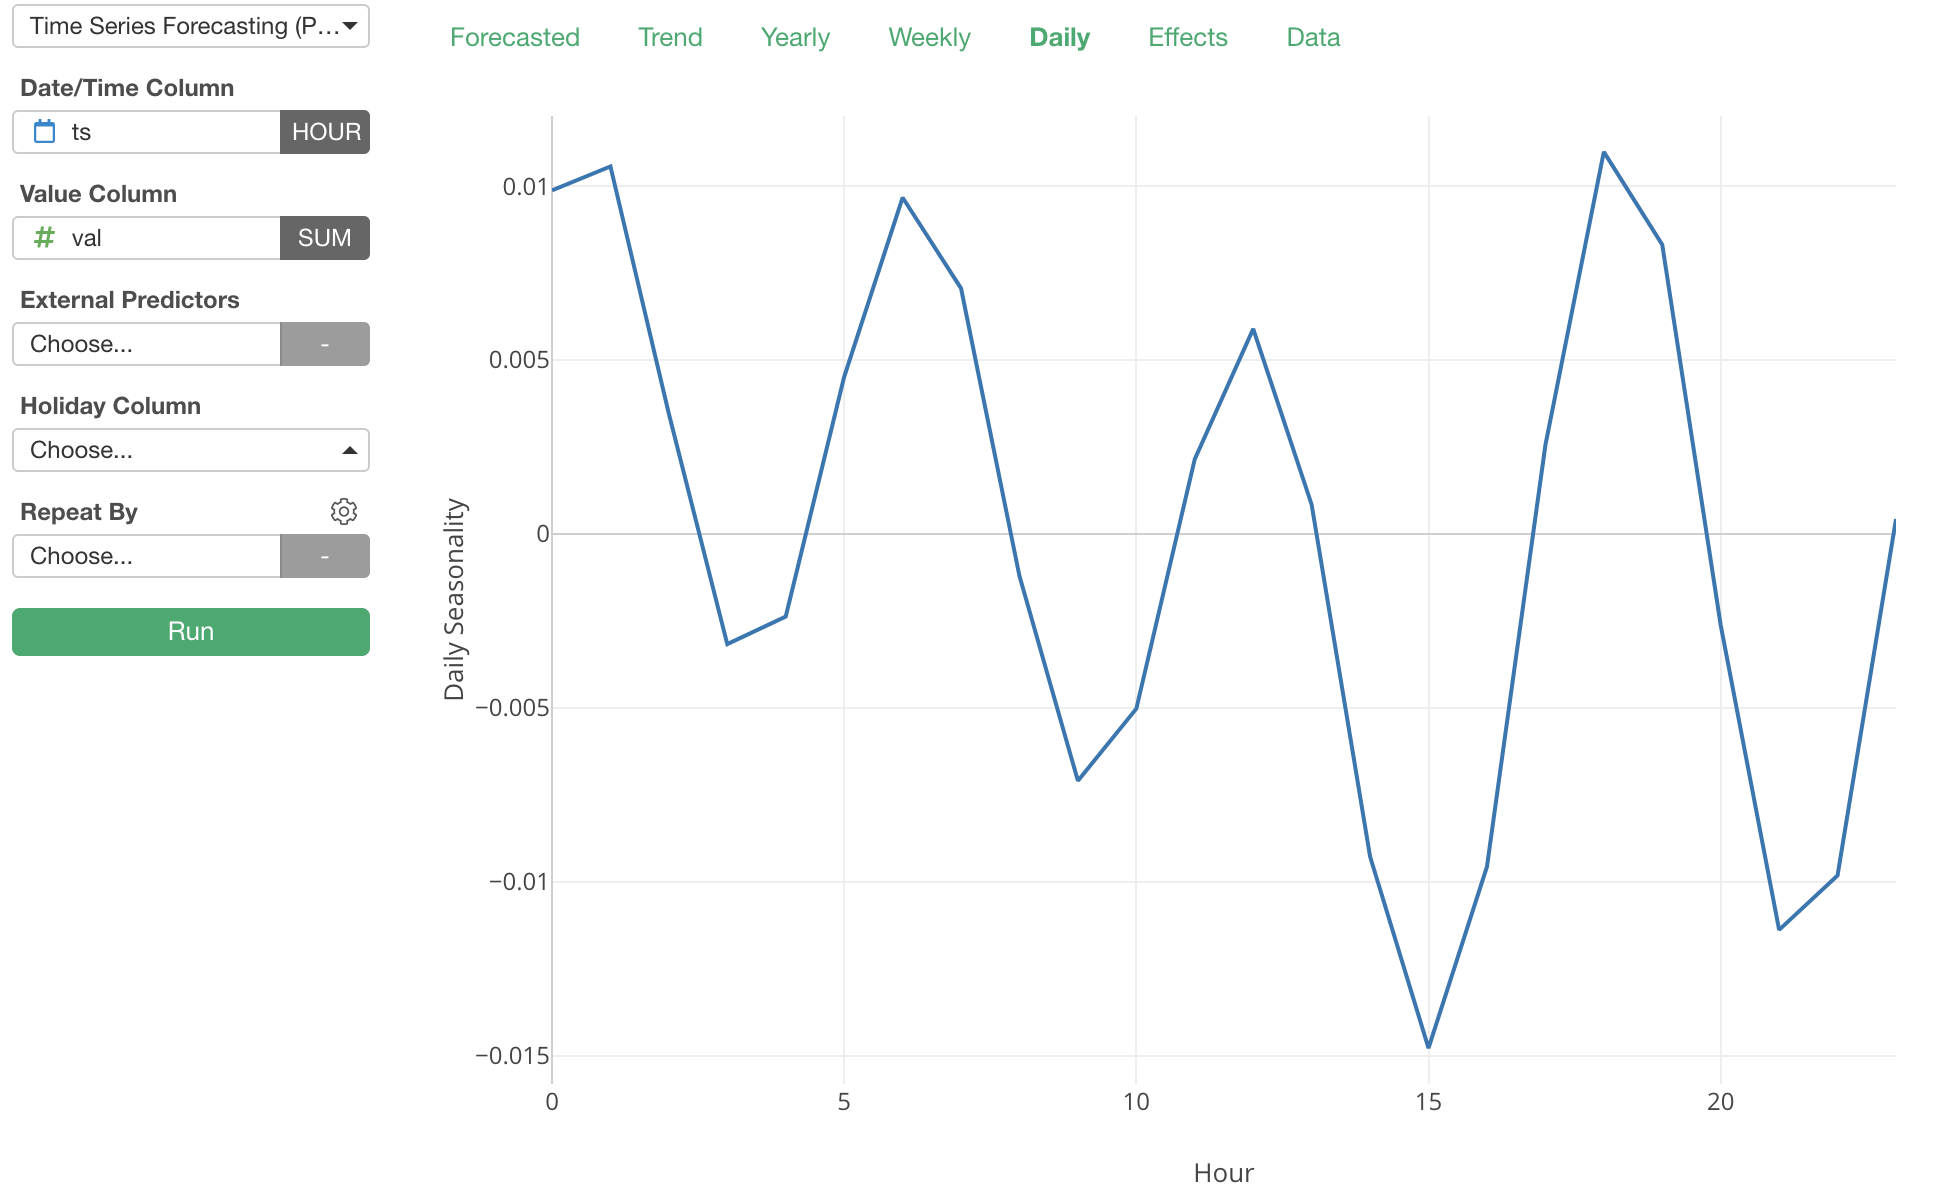 Time Series Forecasting (P...
Date/Time Column
ts HOUR
Value Column
val SUM
External Predictors
Choose... -
Holiday Column
Choose...
Repeat By
Choose... -
Run
Forecasted Trend Yearly Weekly Daily Effects Data
Daily Seasonality
0.01
0.005
0
−0.005
−0.01
−0.015
0 5 10 15 20
Hour